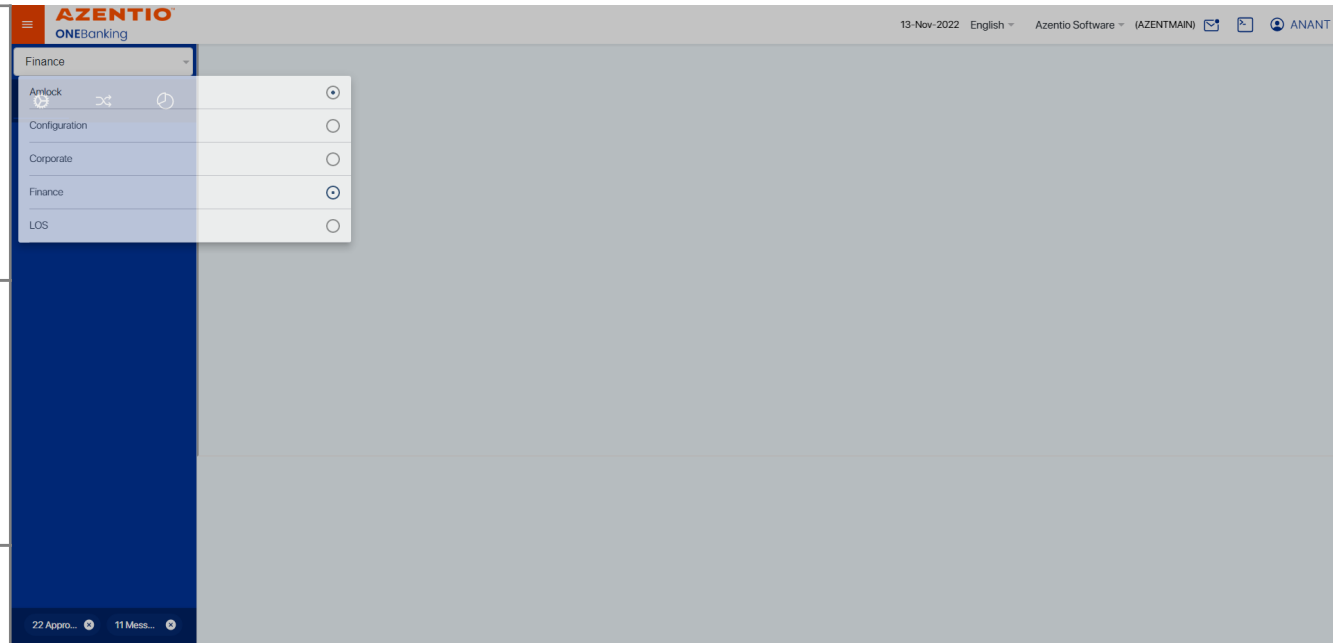 AZENTIO™
ONEBanking
13-Nov-2022 English Azentio Software (AZENTMAIN) ANANT
Finance
Amlock
Configuration
Corporate
Finance
LOS
22 Appro... 11 Mess...